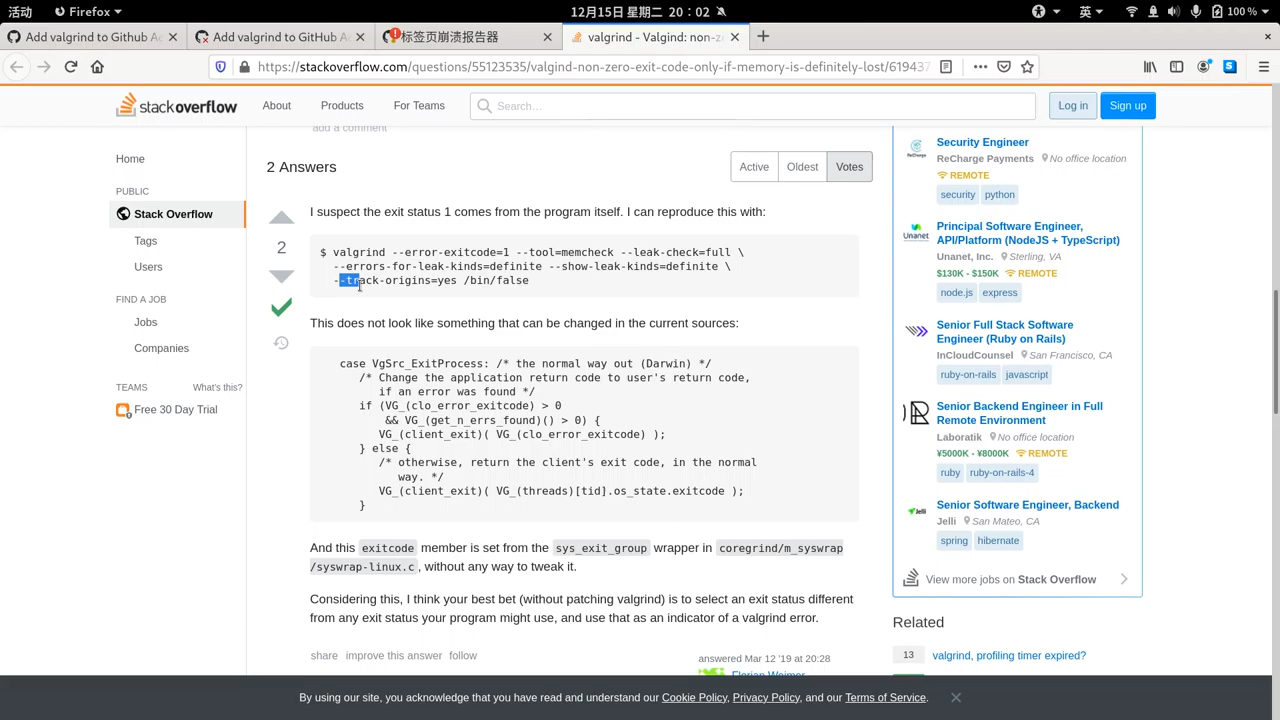 活动
Firefox
12月15日 星期二 20：02
英
100 %
Add valgrind to Github Ac
Add valgrind to GitHub A
标签页崩溃报告器
valgrind - Valgind: non-ze
https://stackoverflow.com/questions/55123535/valgrind-non-zero-exit-code-only-if-memory-is-definitely-lost/619437
stack overflow
About
Products
For Teams
Search…
Log in
Sign up
add a comment
Home
PUBLIC
Stack Overflow
Tags
Users
FIND A JOB
Jobs
Companies
TEAMS
What's this?
Free 30 Day Trial
2 Answers
Active
Oldest
Votes
2
I suspect the exit status 1 comes from the program itself. I can reproduce this with:
$ valgrind --error-exitcode=1 --tool=memcheck --leak-check=full \
--errors-for-leak-kinds=definite --show-leak-kinds=definite \
--track-origins=yes /bin/false
This does not look like something that can be changed in the current sources:
case VgSrc_ExitProcess: /* the normal way out (Darwin) */
/* Change the application return code to user's return code,
if an error was found */
if (VG_(clo_error_exitcode) > 0
&& VG_(get_n_errs_found)() > 0) {
VG_(client_exit)( VG_(clo_error_exitcode) );
} else {
/* otherwise, return the client's exit code, in the normal
way. */
VG_(client_exit)( VG_(threads)[tid].os_state.exitcode );
}
And this exitcode member is set from the sys_exit_group wrapper in coregrind/m_syswrap
/syswrap-linux.c, without any way to tweak it.
Considering this, I think your best bet (without patching valgrind) is to select an exit status different
from any exit status your program might use, and use that as an indicator of a valgrind error.
share improve this answer follow
answered Mar 12 '19 at 20:28
Florian Weimer
Security Engineer
ReCharge Payments No office location
REMOTE
security python
Principal Software Engineer,
API/Platform (NodeJS + TypeScript)
Unanet, Inc. Sterling, VA
$130K - $150K REMOTE
node.js express
Senior Full Stack Software
Engineer (Ruby on Rails)
InCloudCounsel San Francisco, CA
ruby-on-rails javascript
Senior Backend Engineer in Full
Remote Environment
Laboratik No office location
¥5000K - ¥8000K REMOTE
ruby ruby-on-rails-4
Senior Software Engineer, Backend
Jelli San Mateo, CA
spring hibernate
View more jobs on Stack Overflow
Related
13 valgrind, profiling timer expired?
By using our site, you acknowledge that you have read and understand our Cookie Policy, Privacy Policy, and our Terms of Service.